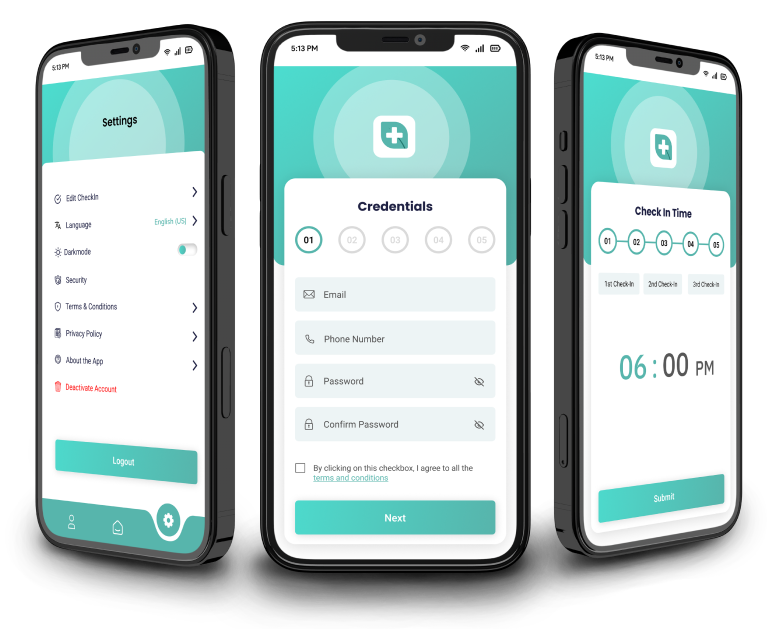 5:13 PM
Settings
Edit CheckIn
Language
English (US)
Darkmode
Security
Terms & Conditions
Privacy Policy
About the App
Deactivate Account
Logout
5:13 PM
Credentials
01 02 03 04 05
Email
Phone Number
Password
Confirm Password
By clicking on this checkbox, I agree to all the
terms and conditions
Next
5:13 PM
Check In Time
01 02 03 04 05
1st Check-In 2nd Check-In 3rd Check-In
06 : 00 PM
Submit